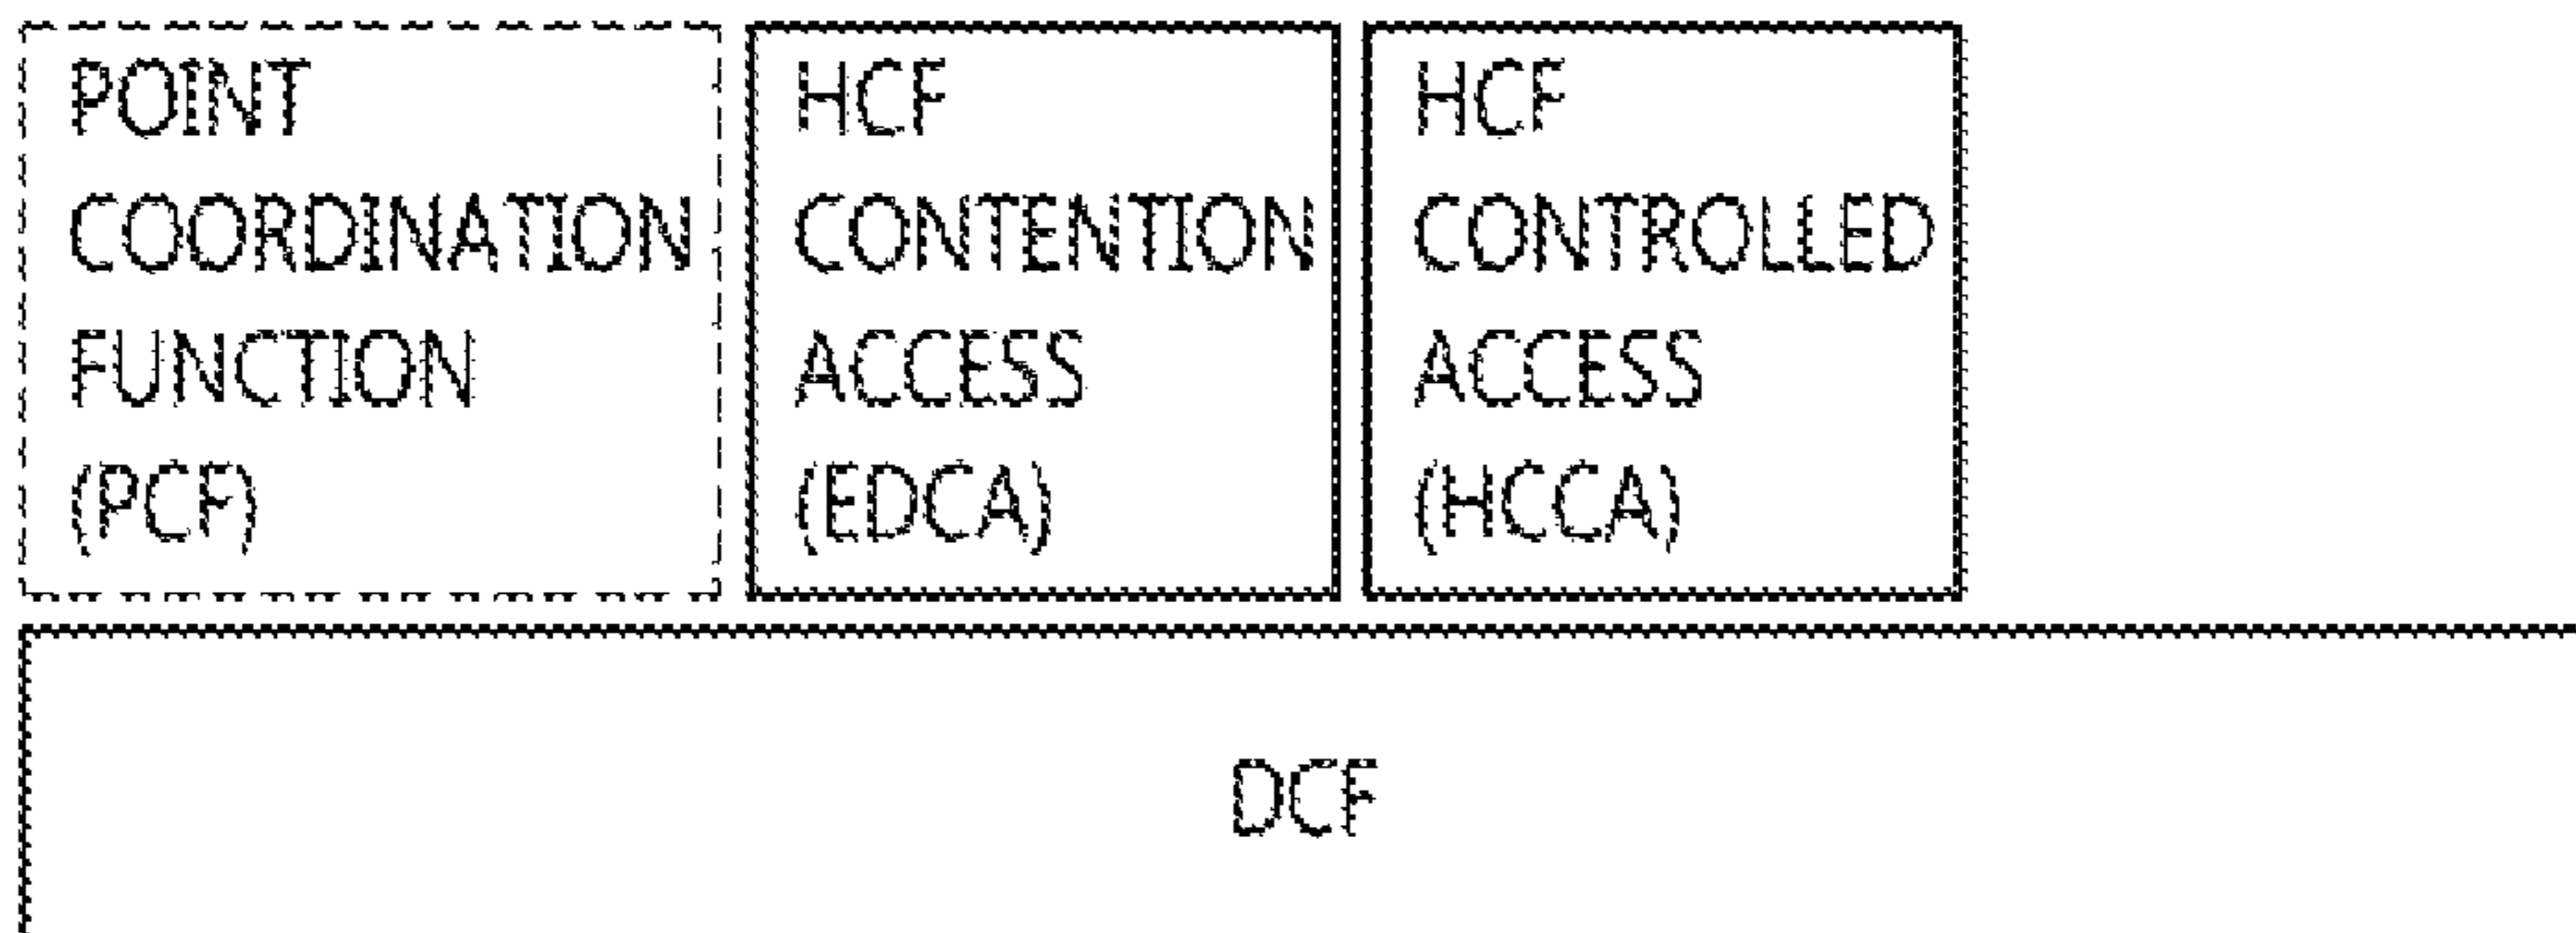 POINT
COORDINATION
FUNCTION
(PCF)
HCF
CONTENTION
ACCESS
(EDCA)
HCF
CONTROLLED
ACCESS
(HCCA)
DCF